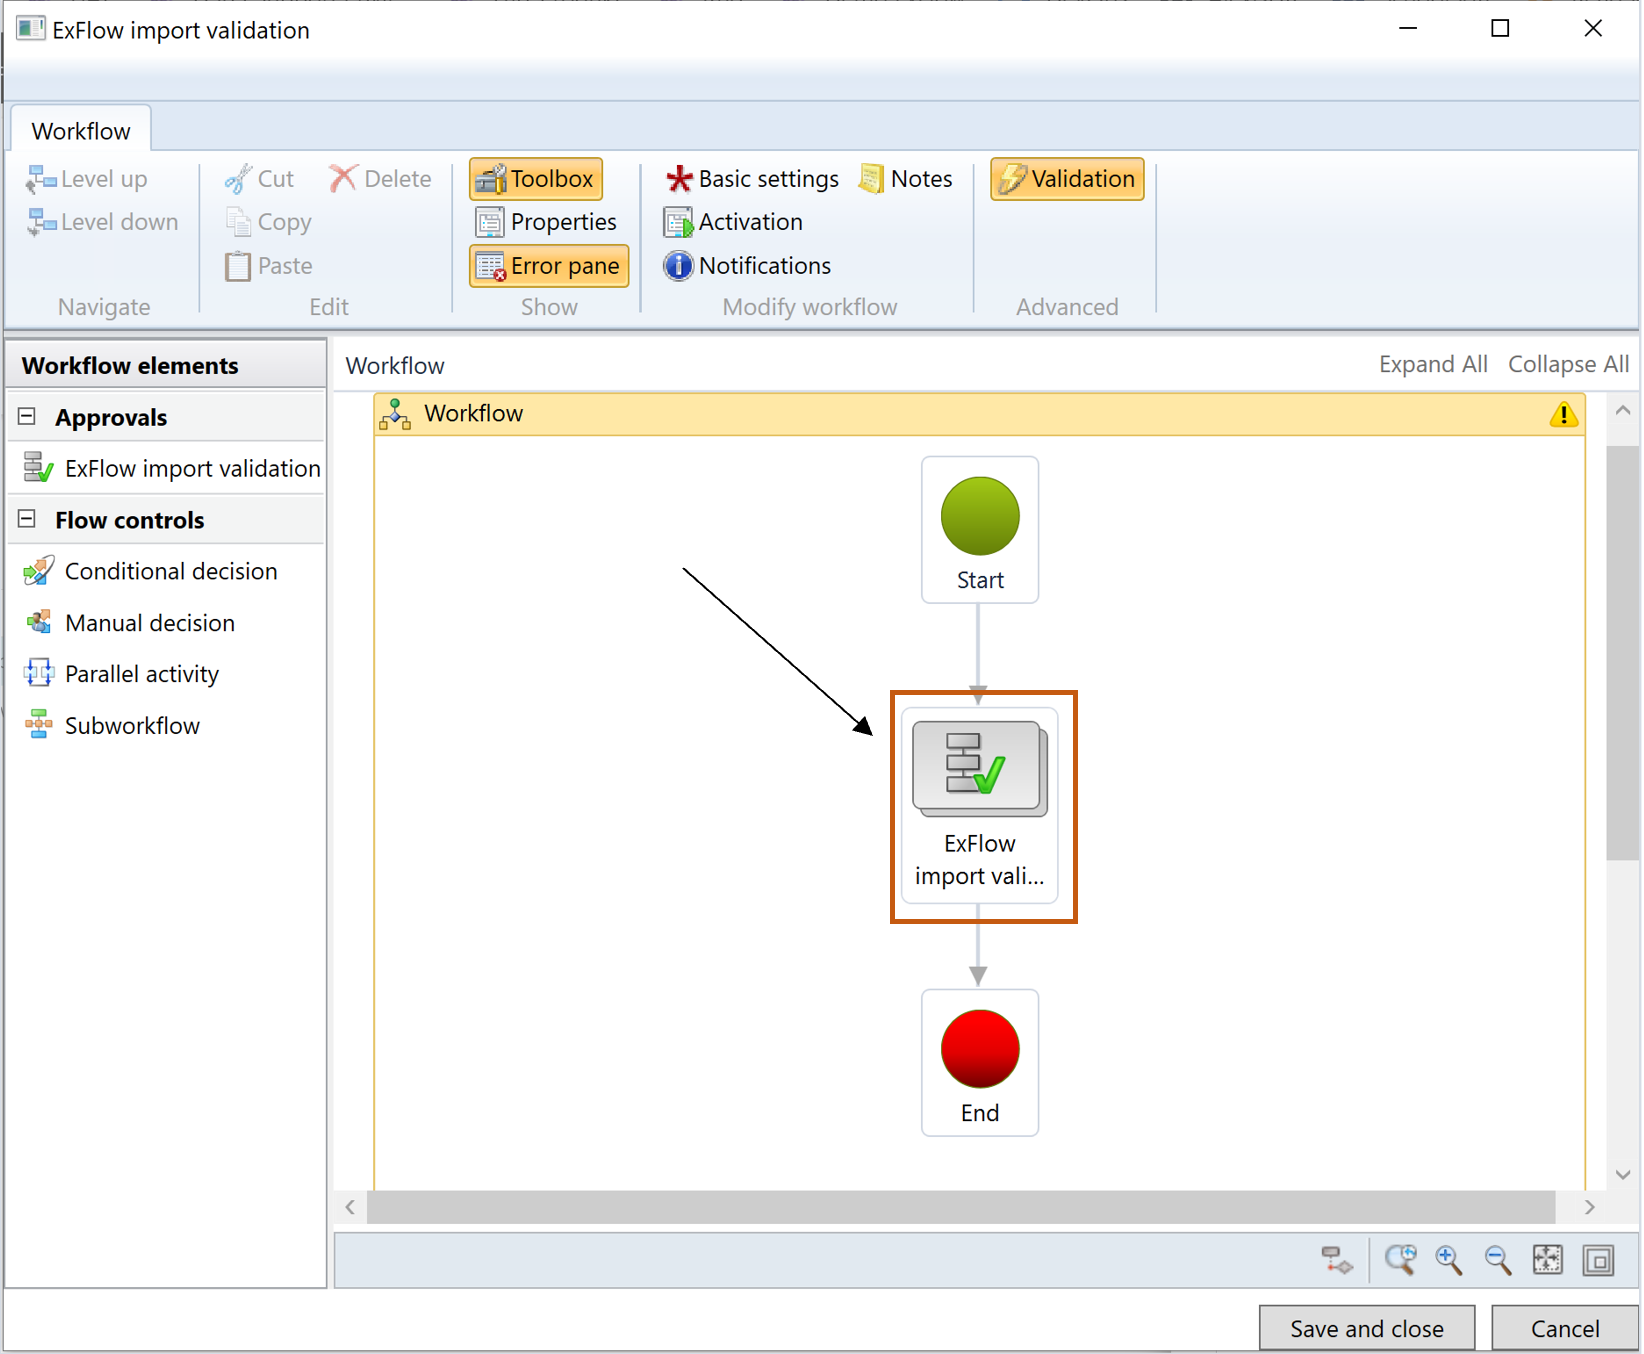 ExFlow import validation
Workflow
Level up
Cut
Delete
Toolbox
Basic settings
Notes
Validation
Level down
Copy
Properties
Activation
Paste
Error pane
Notifications
Navigate
Edit
Show
Modify workflow
Advanced
Workflow elements
Workflow
Expand All
Collapse All
Approvals
Workflow
ExFlow import validation
Flow controls
Conditional decision
Manual decision
Parallel activity
Subworkflow
Start
ExFlow
import vali...
End
Save and close
Cancel